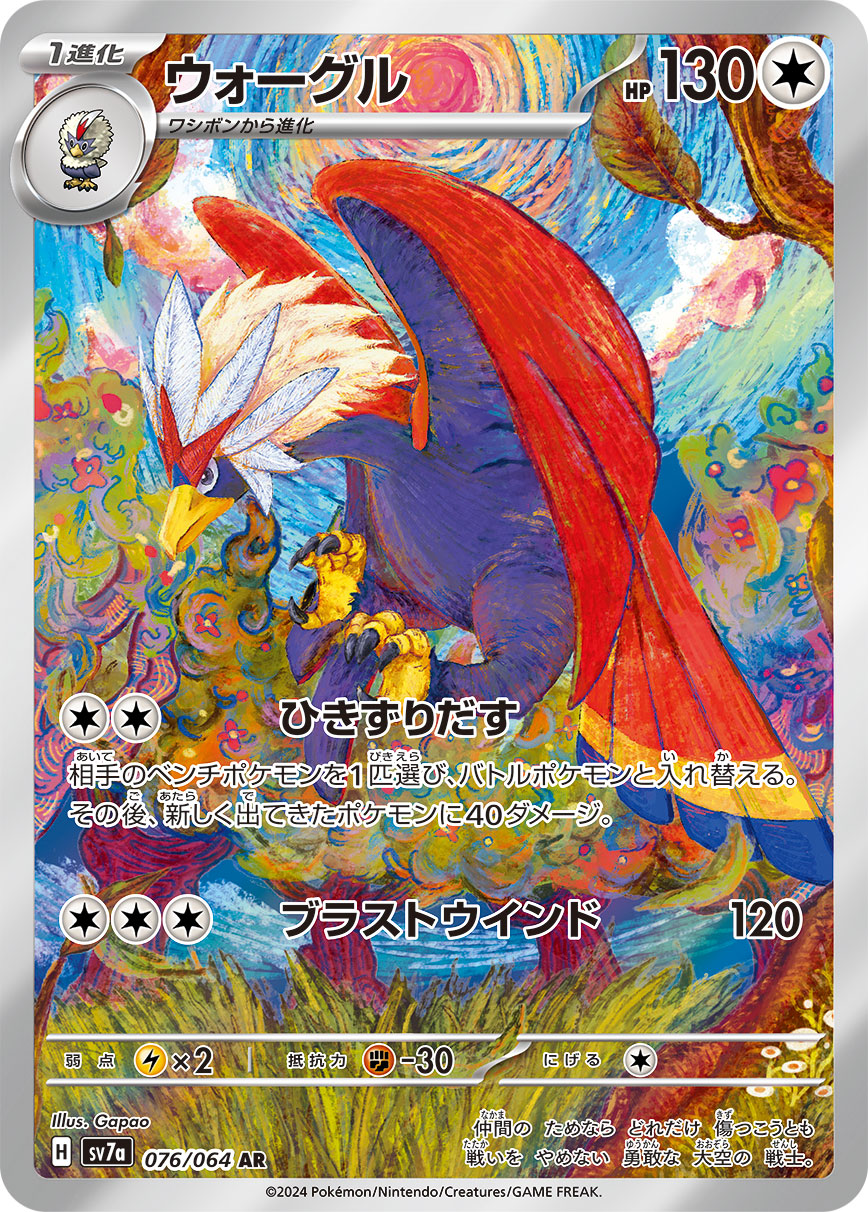 1進化
ウォーグル
HP 130
ワシボンから進化
ひきずりだす
相手のベンチポケモンを1匹選び、バトルポケモンと入れ替える。
その後、新しく出てきたポケモンに40ダメージ。
ブラストウインド 120
弱点 ×2 抵抗力 -30 にげる
Illus. Gapao
仲間の ためなら どれだけ 傷つこうとも
戦いを やめない 勇敢な 大空の 戦士。
H sv7a 076/064 AR
©2024 Pokémon/Nintendo/Creatures/GAME FREAK.